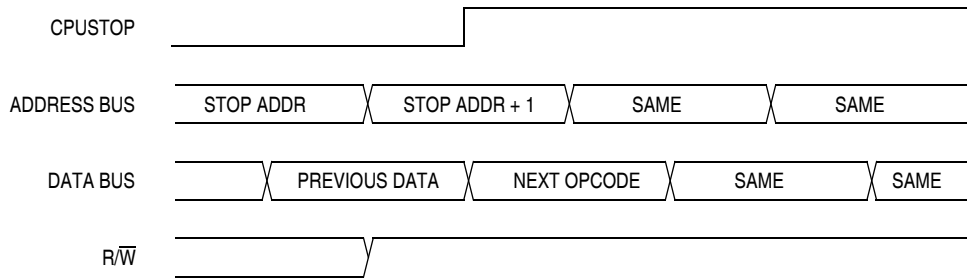 CPUSTOP
ADDRESS BUS STOP ADDR STOP ADDR + 1 SAME SAME
DATA BUS PREVIOUS DATA NEXT OPCODE SAME SAME
R/W̅